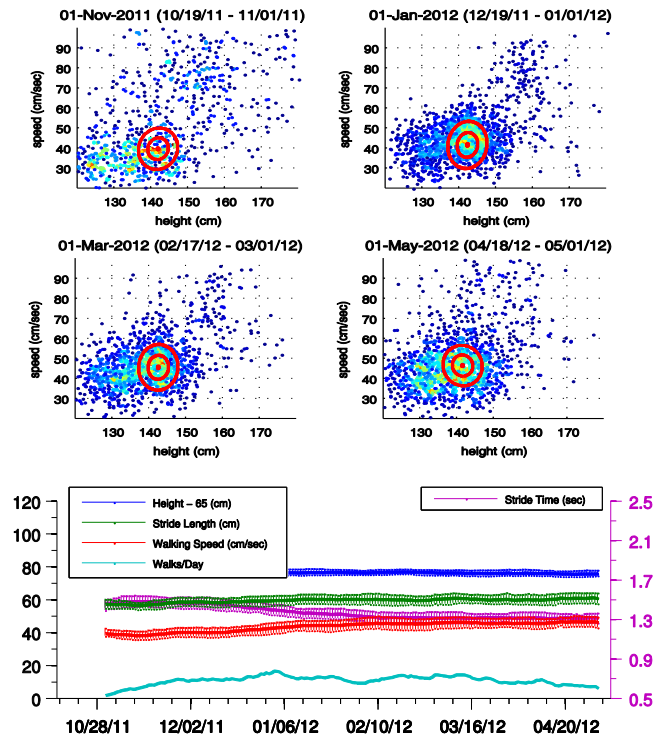 01-Nov-2011 (10/19/11 - 11/01/11)
01-Jan-2012 (12/19/11 - 01/01/12)
speed (cm/sec)
90
80
70
60
50
40
30
130 140 150 160 170
height (cm)
speed (cm/sec)
90
80
70
60
50
40
30
130 140 150 160 170
height (cm)
01-Mar-2012 (02/17/12 - 03/01/12)
01-May-2012 (04/18/12 - 05/01/12)
speed (cm/sec)
90
80
70
60
50
40
30
130 140 150 160 170
height (cm)
speed (cm/sec)
90
80
70
60
50
40
30
130 140 150 160 170
height (cm)
120
100
80
60
40
20
0
Height – 65 (cm)
Stride Length (cm)
Walking Speed (cm/sec)
Walks/Day
Stride Time (sec)
2.5
2.1
1.7
1.3
0.9
0.5
10/28/11 12/02/11 01/06/12 02/10/12 03/16/12 04/20/12